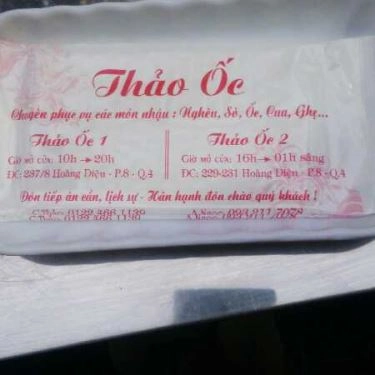 Thảo Ốc
Chuyên phục vụ các món nhậu : Nghêu, Sò, Ốc, Cua, Ghẹ...
Thảo Ốc 1
Giờ mở cửa: 10h → 20h
ĐC: 287/8 Hoàng Diệu - P.8 - Q.4
Thảo Ốc 2
Giờ mở cửa: 16h → 01h sáng
ĐC: 229-231 Hoàng Diệu - P.8 - Q.4
Đón tiếp ân cần, lịch sự - Hân hạnh đón chào quý khách !